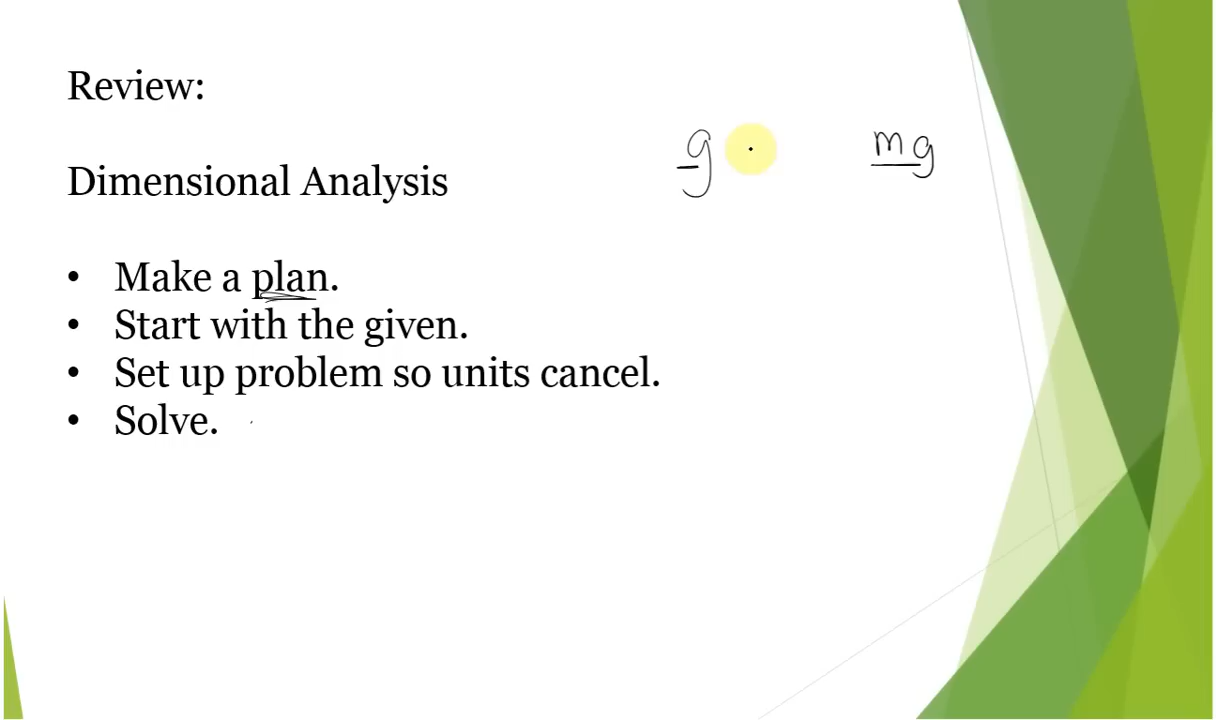 Review:
g mg
Dimensional Analysis
• Make a plan.
• Start with the given.
• Set up problem so units cancel.
• Solve.